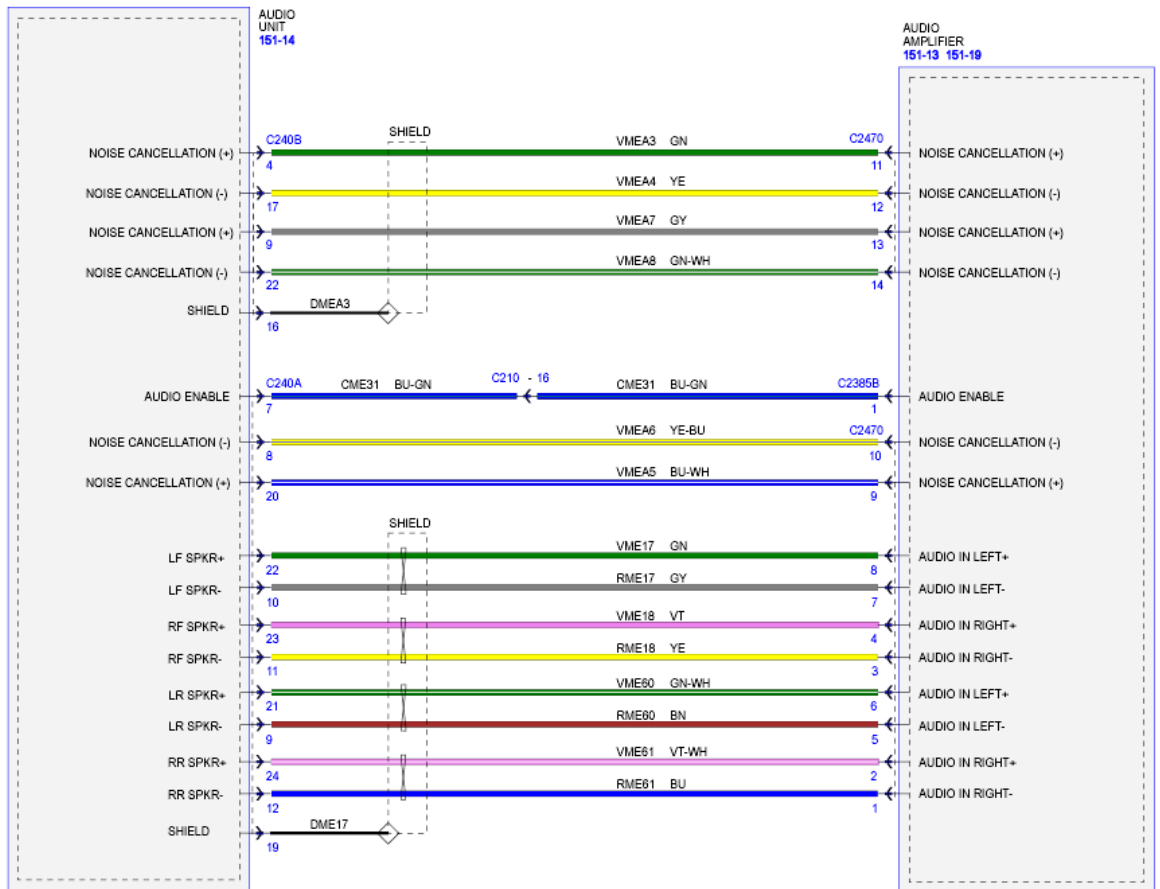 AUDIO
UNIT
151-14
AUDIO
AMPLIFIER
151-13 151-19
C240B SHIELD VMEA3 GN C2470
NOISE CANCELLATION (+) 4 11 NOISE CANCELLATION (+)
VMEA4 YE
NOISE CANCELLATION (-) 17 12 NOISE CANCELLATION (-)
VMEA7 GY
NOISE CANCELLATION (+) 9 13 NOISE CANCELLATION (+)
VMEA8 GN-WH
NOISE CANCELLATION (-) 22 14 NOISE CANCELLATION (-)
DMEA3
SHIELD 16
C240A CME31 BU-GN C210 - 16 CME31 BU-GN C2385B
AUDIO ENABLE 7 1 AUDIO ENABLE
VMEA6 YE-BU C2470
NOISE CANCELLATION (-) 8 10 NOISE CANCELLATION (-)
VMEA5 BU-WH
NOISE CANCELLATION (+) 20 9 NOISE CANCELLATION (+)
SHIELD
VME17 GN
LF SPKR+ 22 8 AUDIO IN LEFT+
RME17 GY
LF SPKR- 10 7 AUDIO IN LEFT-
VME18 VT
RF SPKR+ 23 4 AUDIO IN RIGHT+
RME18 YE
RF SPKR- 11 3 AUDIO IN RIGHT-
VME60 GN-WH
LR SPKR+ 21 6 AUDIO IN LEFT+
RME60 BN
LR SPKR- 9 5 AUDIO IN LEFT-
VME61 VT-WH
RR SPKR+ 24 2 AUDIO IN RIGHT+
RME61 BU
RR SPKR- 12 1 AUDIO IN RIGHT-
DME17
SHIELD 19